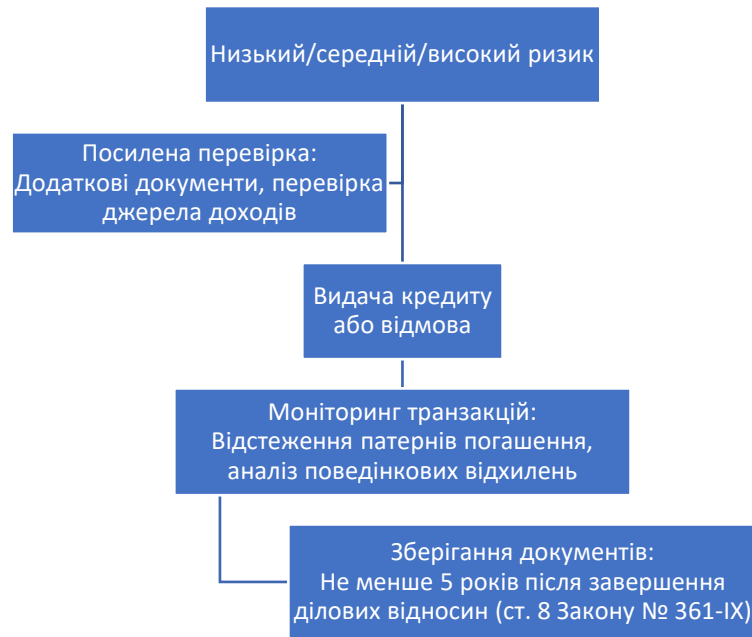 Низький/середній/високий ризик
Посилена перевірка:
Додаткові документи, перевірка
джерела доходів
Видача кредиту
або відмова
Моніторинг транзакцій:
Відстеження патернів погашення,
аналіз поведінкових відхилень
Зберігання документів:
Не менше 5 років після завершення
ділових відносин (ст. 8 Закону № 361-IX)